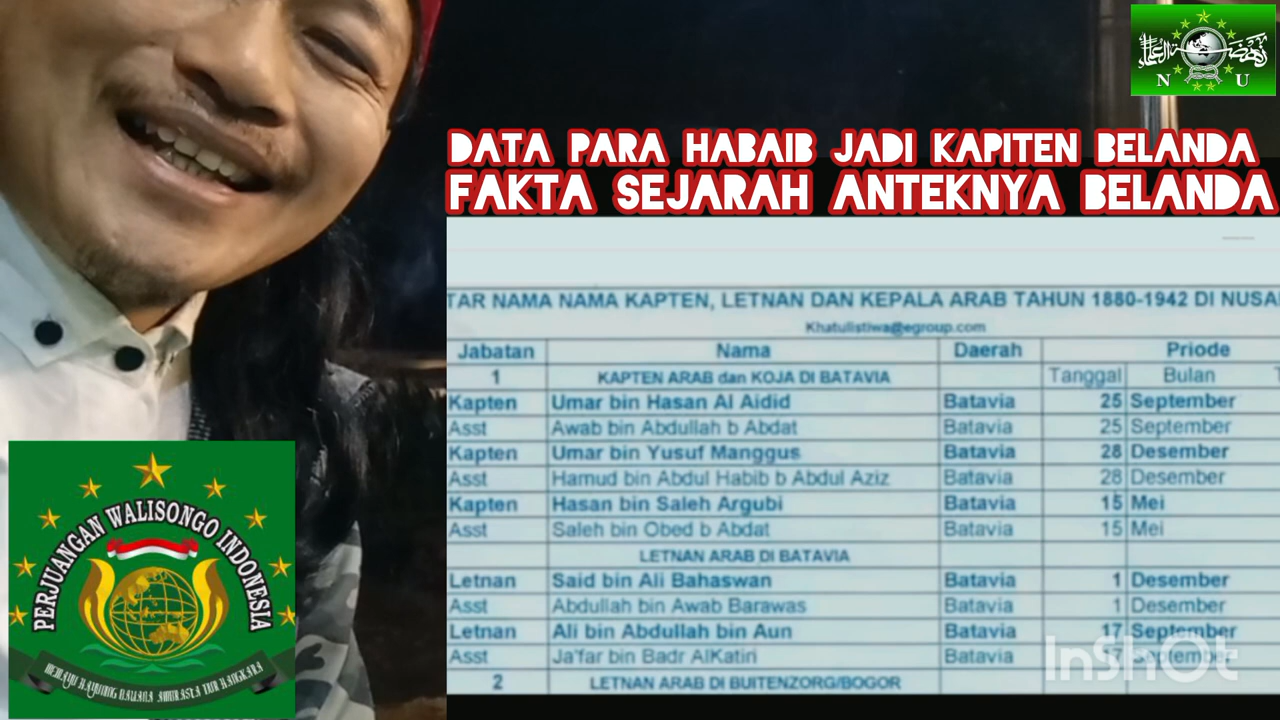 N U
DATA PARA HABAIB JADI KAPITEN BELANDA
FAKTA SEJARAH ANTEKNYA BELANDA
TAR NAMA NAMA KAPTEN, LETNAN DAN KEPALA ARAB TAHUN 1880-1942 DI NUSA
Khatulistiwa@egroup.com
Jabatan Nama Daerah Priode
1 KAPTEN ARAB dan KOJA DI BATAVIA Tanggal Bulan T
Kapten Umar bin Hasan Al Aidid Batavia 25 September
Asst Awab bin Abdullah b Abdat Batavia 25 September
Kapten Umar bin Yusuf Manggus Batavia 28 Desember
Asst Hamud bin Abdul Habib b Abdul Aziz Batavia 28 Desember
Kapten Hasan bin Saleh Argubi Batavia 15 Mei
Asst Saleh bin Obed b Abdat Batavia 15 Mei
LETNAN ARAB DI BATAVIA
Letnan Said bin Ali Bahaswan Batavia 1 Desember
Asst Abdullah bin Awab Barawas Batavia 1 Desember
Letnan Ali bin Abdullah bin Aun Batavia 17 September
Asst Ja'far bin Badr AlKatiri Batavia 17 September
2 LETNAN ARAB DI BUITENZORG/BOGOR
PERJUANGAN WALISONGO INDONESIA
InShOt